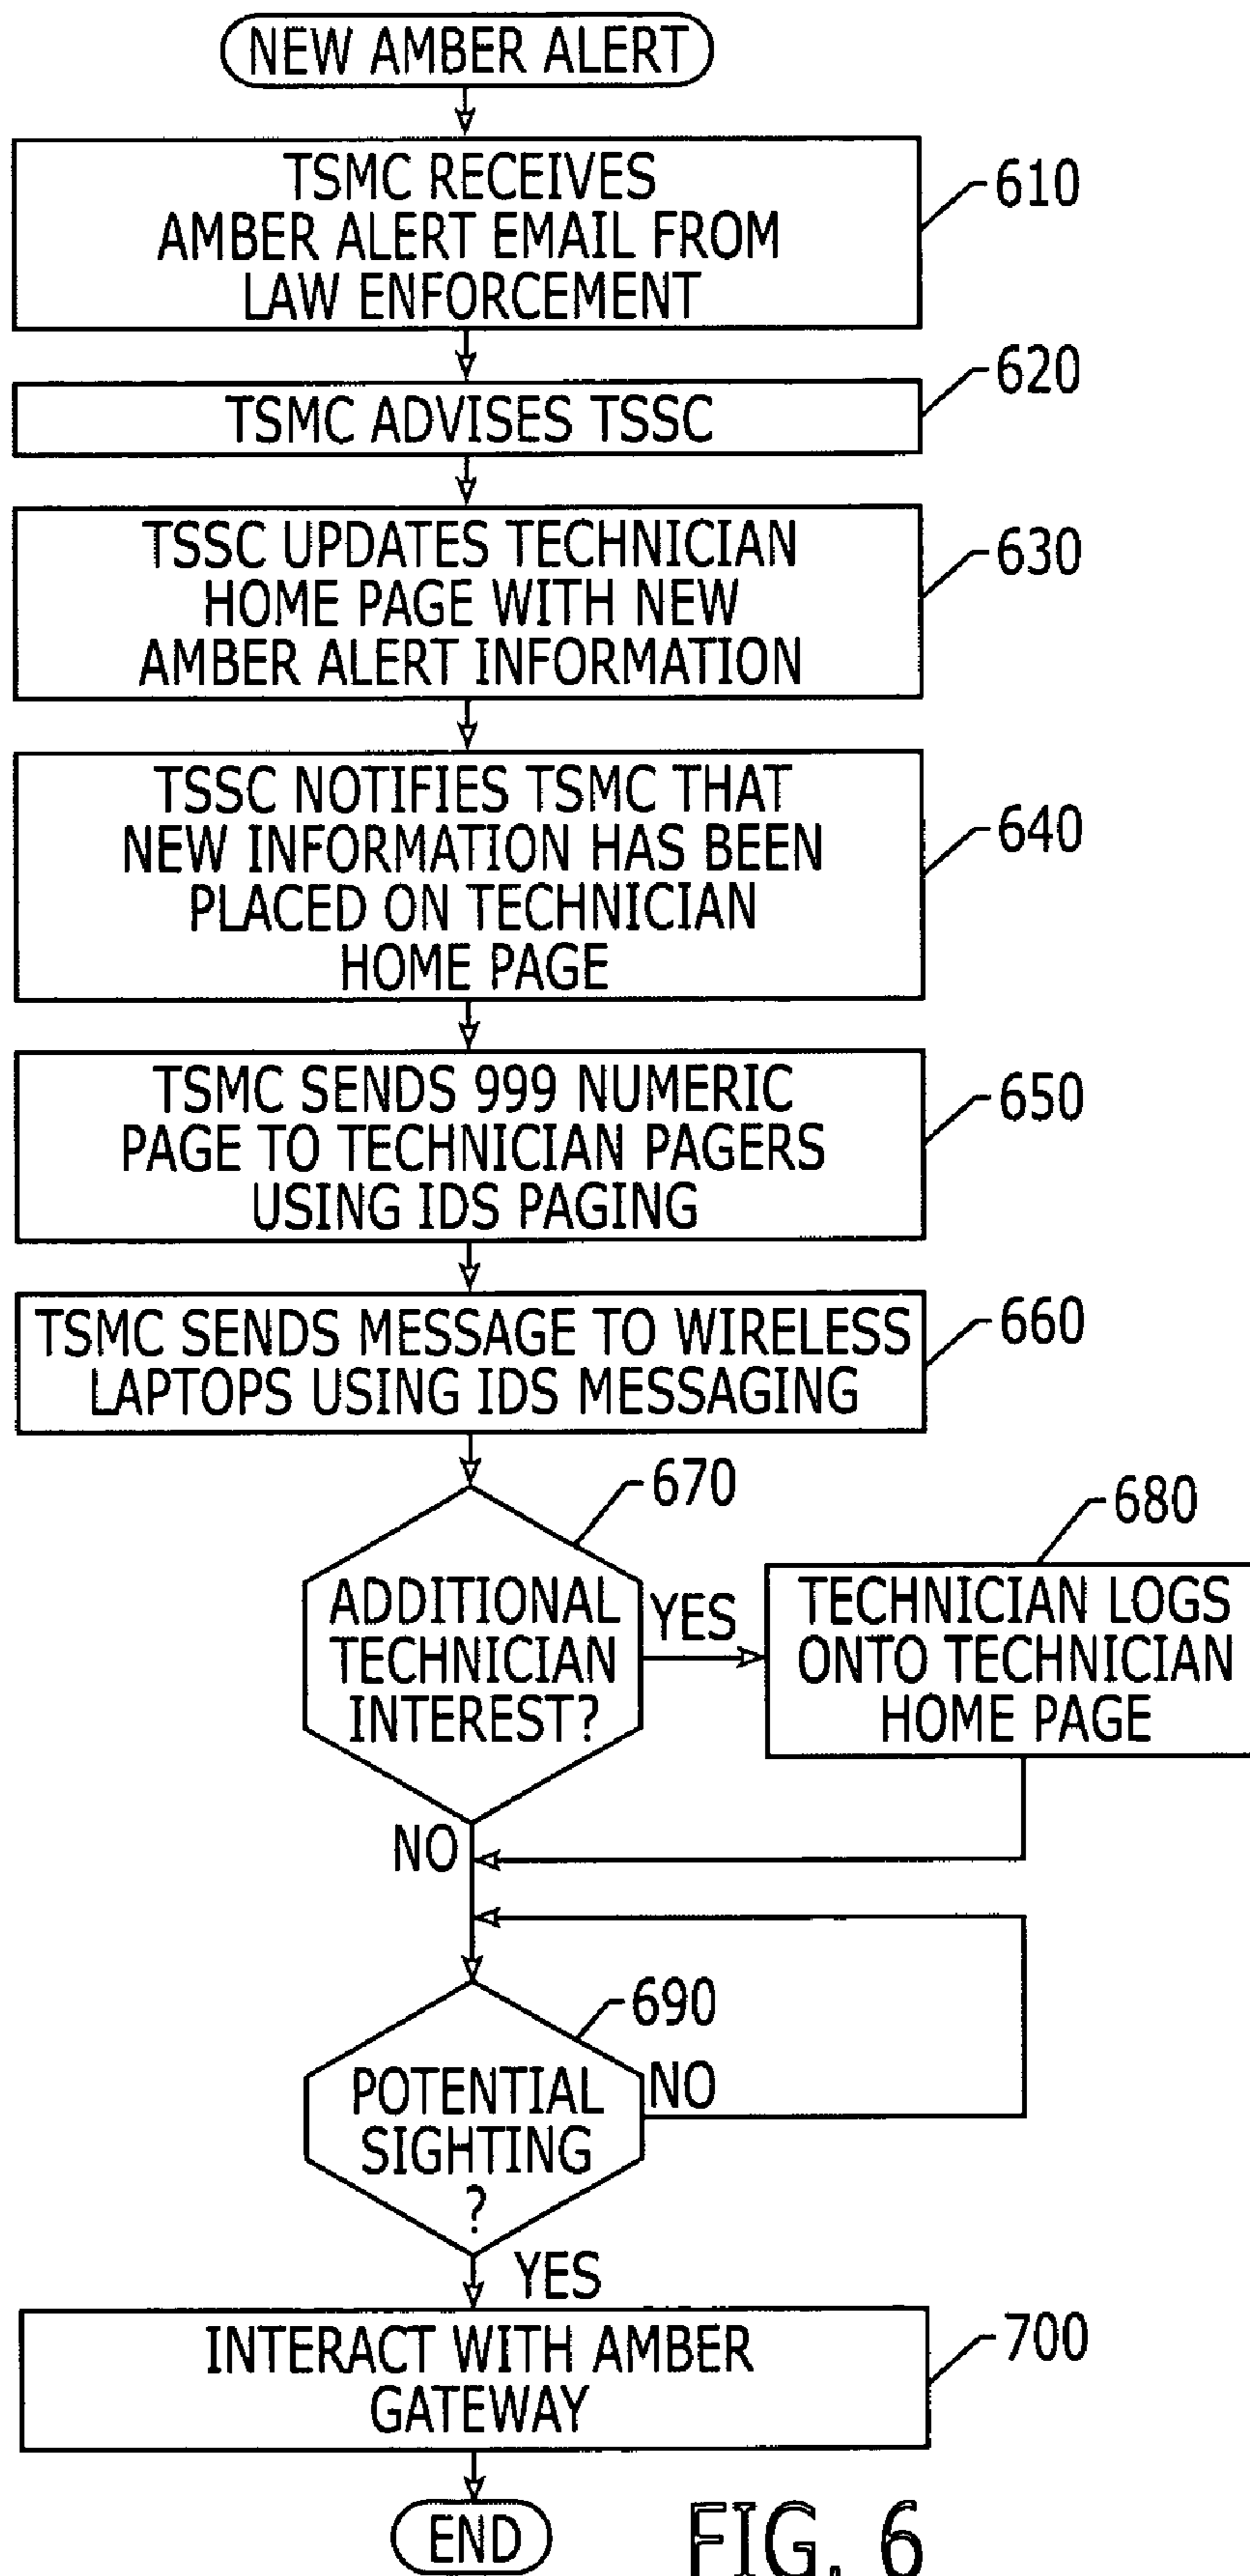 NEW AMBER ALERT
TSMC RECEIVES
AMBER ALERT EMAIL FROM
LAW ENFORCEMENT
610
TSMC ADVISES TSSC
620
TSSC UPDATES TECHNICIAN
HOME PAGE WITH NEW
AMBER ALERT INFORMATION
630
TSSC NOTIFIES TSMC THAT
NEW INFORMATION HAS BEEN
PLACED ON TECHNICIAN
HOME PAGE
640
TSMC SENDS 999 NUMERIC
PAGE TO TECHNICIAN PAGERS
USING IDS PAGING
650
TSMC SENDS MESSAGE TO WIRELESS
LAPTOPS USING IDS MESSAGING
660
ADDITIONAL
TECHNICIAN
INTEREST?
670
YES
TECHNICIAN LOGS
ONTO TECHNICIAN
HOME PAGE
680
NO
POTENTIAL
SIGHTING
?
690
NO
YES
INTERACT WITH AMBER
GATEWAY
700
END
FIG. 6